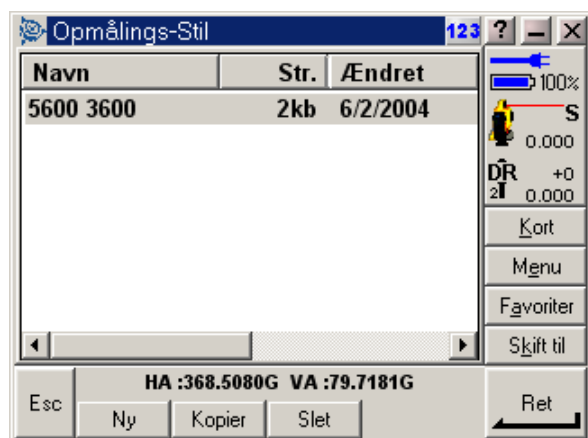 Opmålings-Stil 123 ?
Navn Str. Ændret
5600 3600 2kb 6/2/2004
100%
S
0.000
DR +0
2 0.000
Kort
Menu
Favoriter
Skift til
HA :368.5080G VA :79.7181G
Esc Ny Kopier Slet Ret